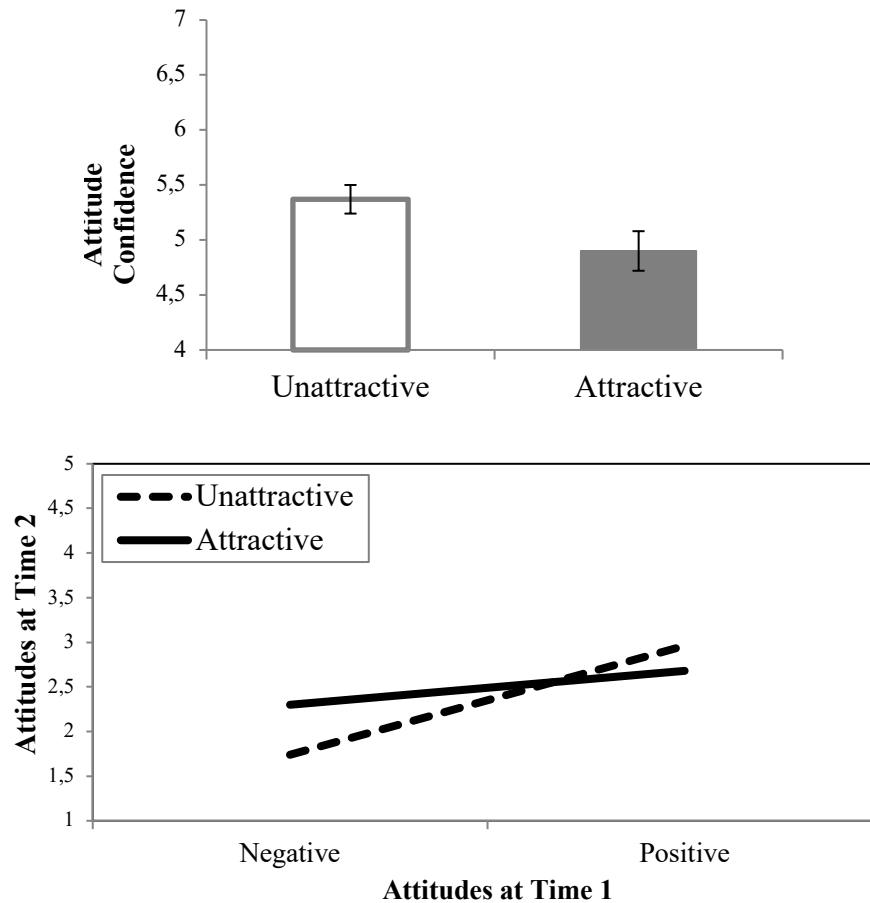 7
6,5
6
5,5
5
4,5
4
Attitude
Confidence
Unattractive Attractive
5
4,5
4
3,5
3
2,5
2
1,5
1
Attitudes at Time 2
Unattractive
Attractive
Negative Positive
Attitudes at Time 1